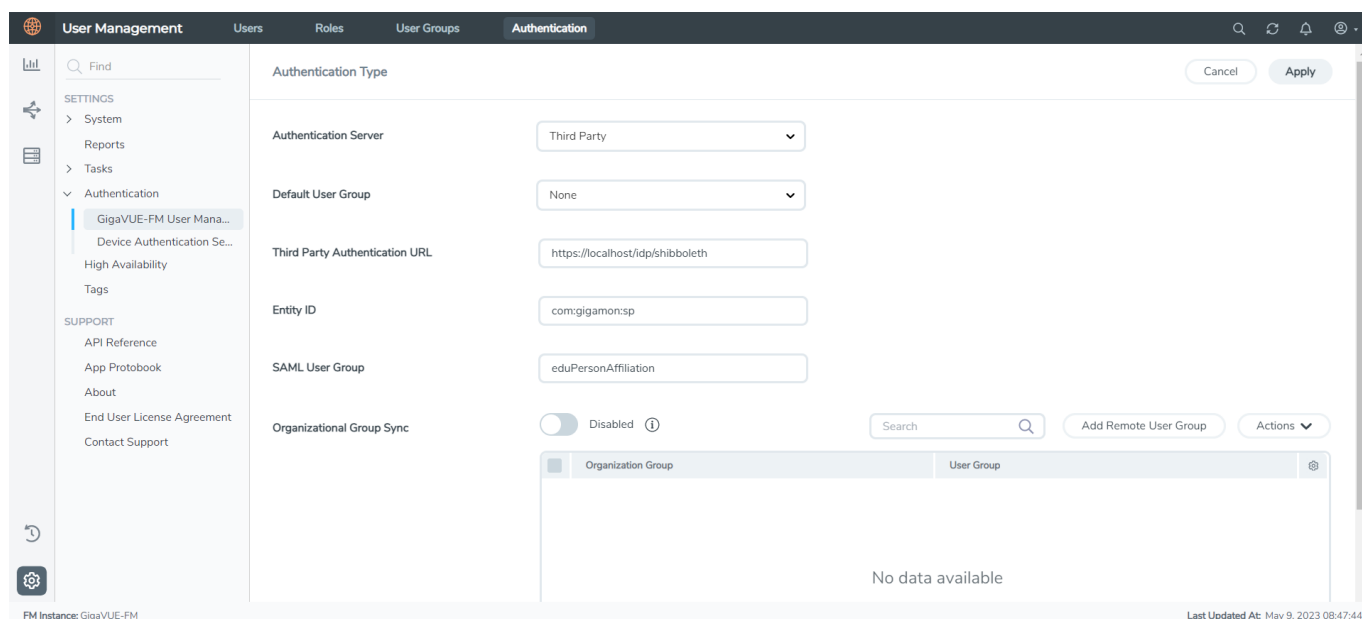 User Management Users Roles User Groups Authentication
Find
SETTINGS
System
Reports
Tasks
Authentication
GigaVUE-FM User Mana...
Device Authentication Se...
High Availability
Tags
SUPPORT
API Reference
App Protobook
About
End User License Agreement
Contact Support
Authentication Type Cancel Apply
Authentication Server Third Party
Default User Group None
Third Party Authentication URL https://localhost/idp/shibboleth
Entity ID com:gigamon:sp
SAML User Group eduPersonAffiliation
Organizational Group Sync Disabled Search Add Remote User Group Actions
Organization Group User Group
No data available
FM Instance: GigaVUE-FM Last Updated At: May 9, 2023 08:47:44